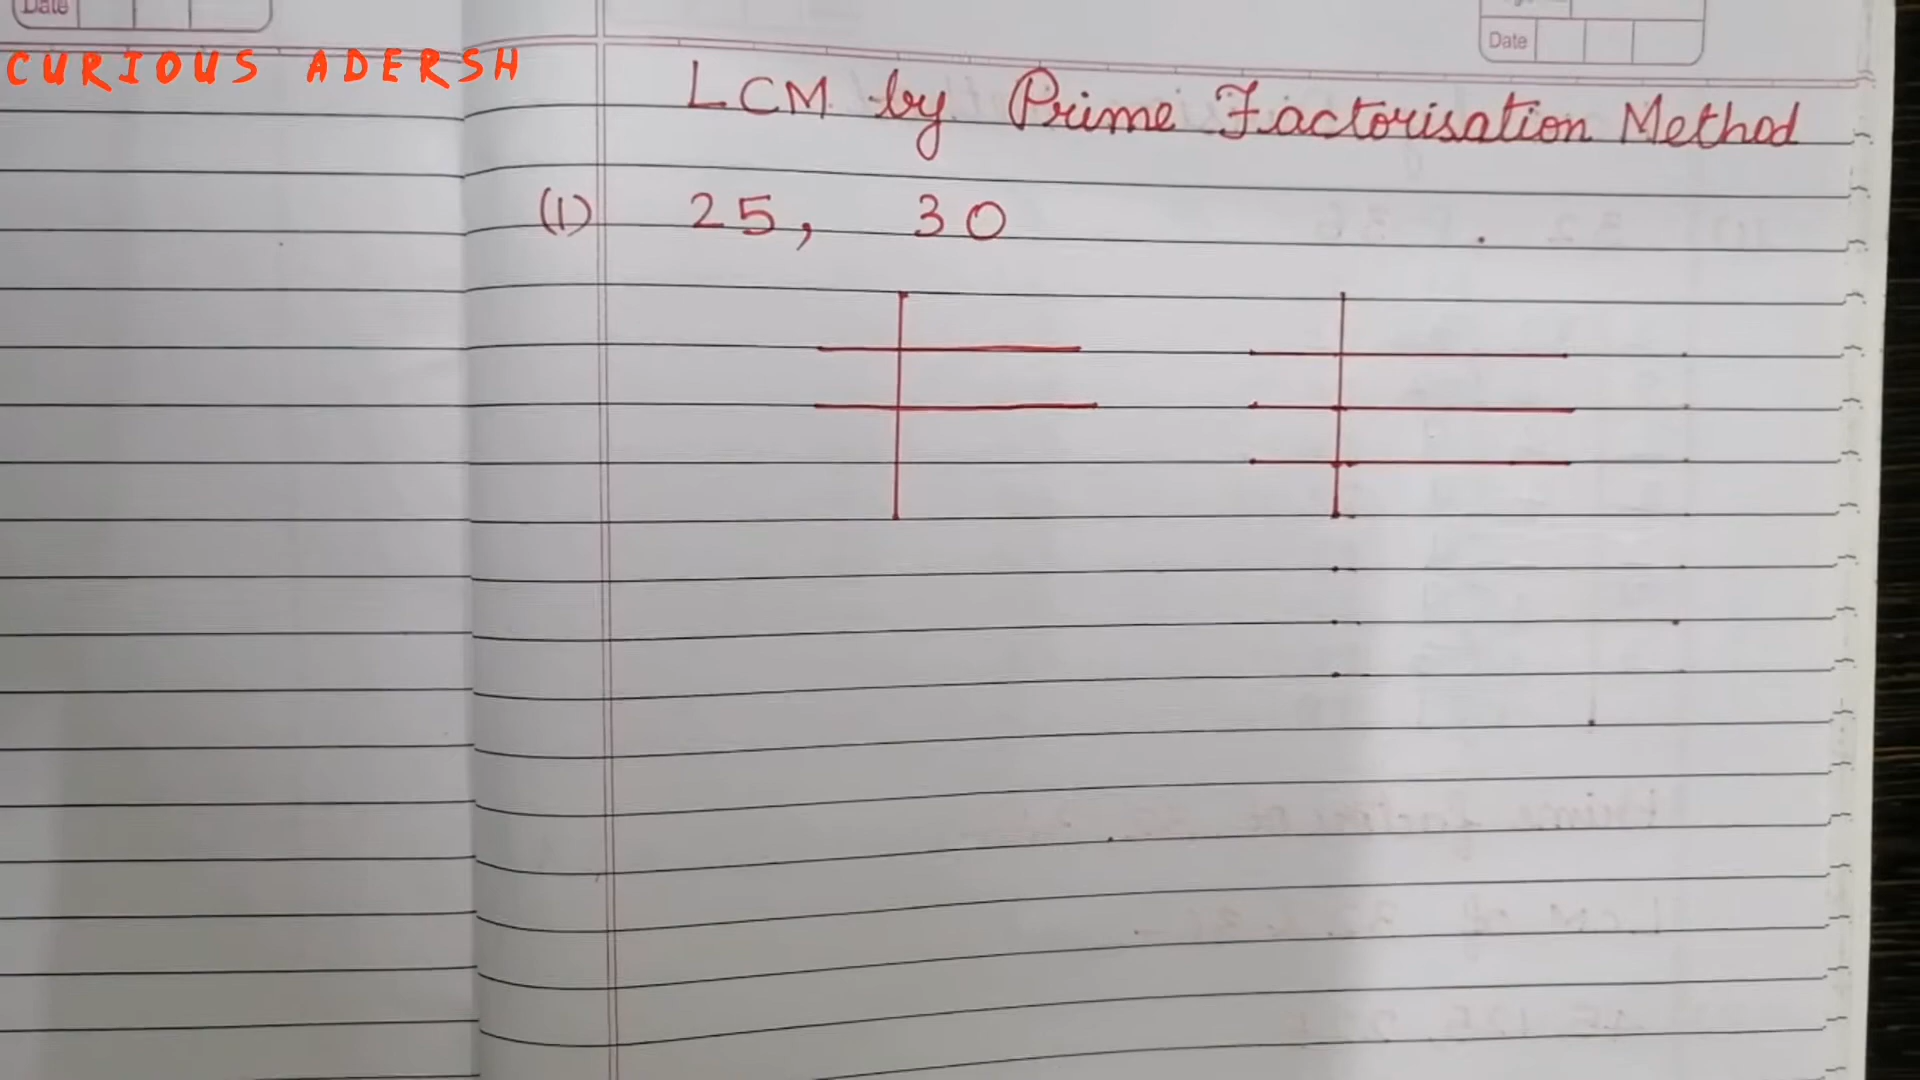 Date
Date
CURIOUS ADERSH
LCM by Prime Factorisation Method
(1) 25, 30